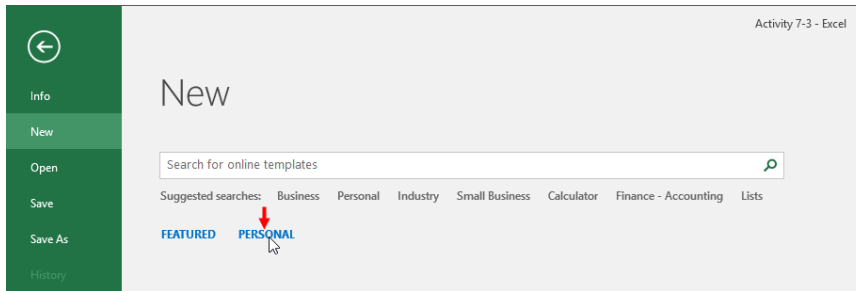 Activity 7-3 - Excel
Info
New
Open
Save
Save As
History
New
Search for online templates
Suggested searches: Business Personal Industry Small Business Calculator Finance - Accounting Lists
FEATURED PERSONAL